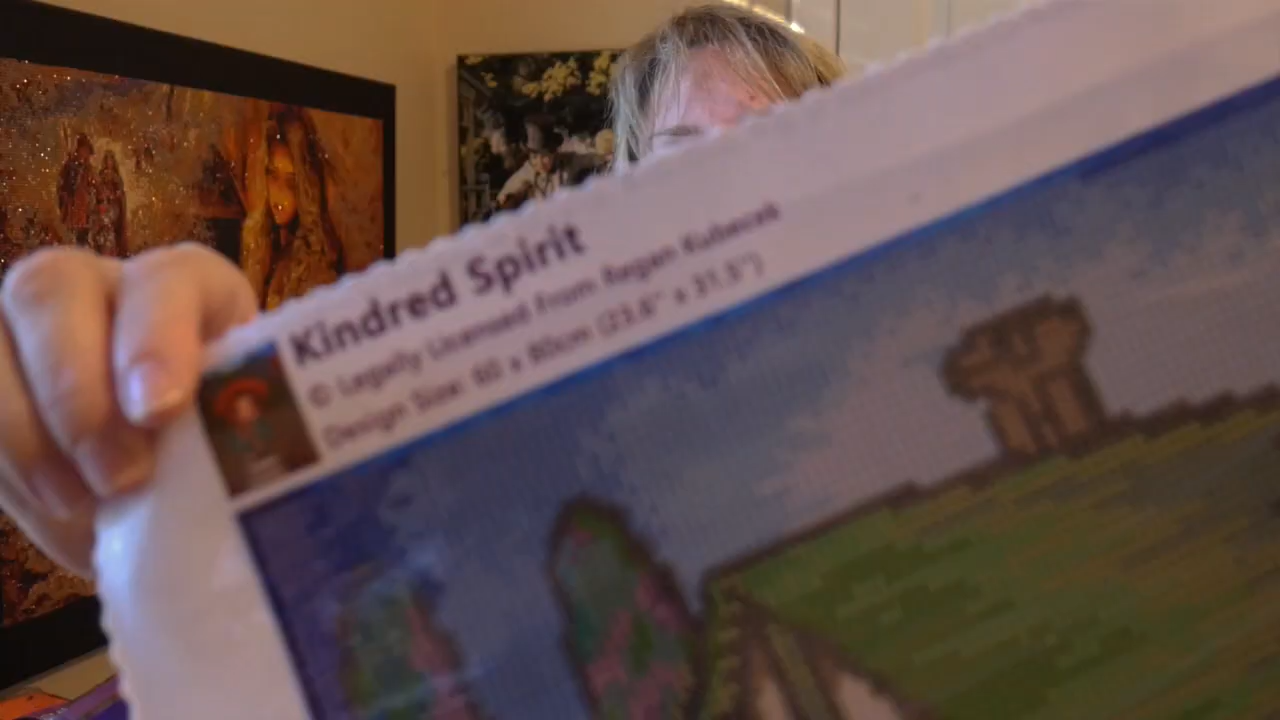 Kindred Spirit
© Legally Licensed From Regan Kubecek
Design Size: 60 x 80cm (23.6" x 31.5")